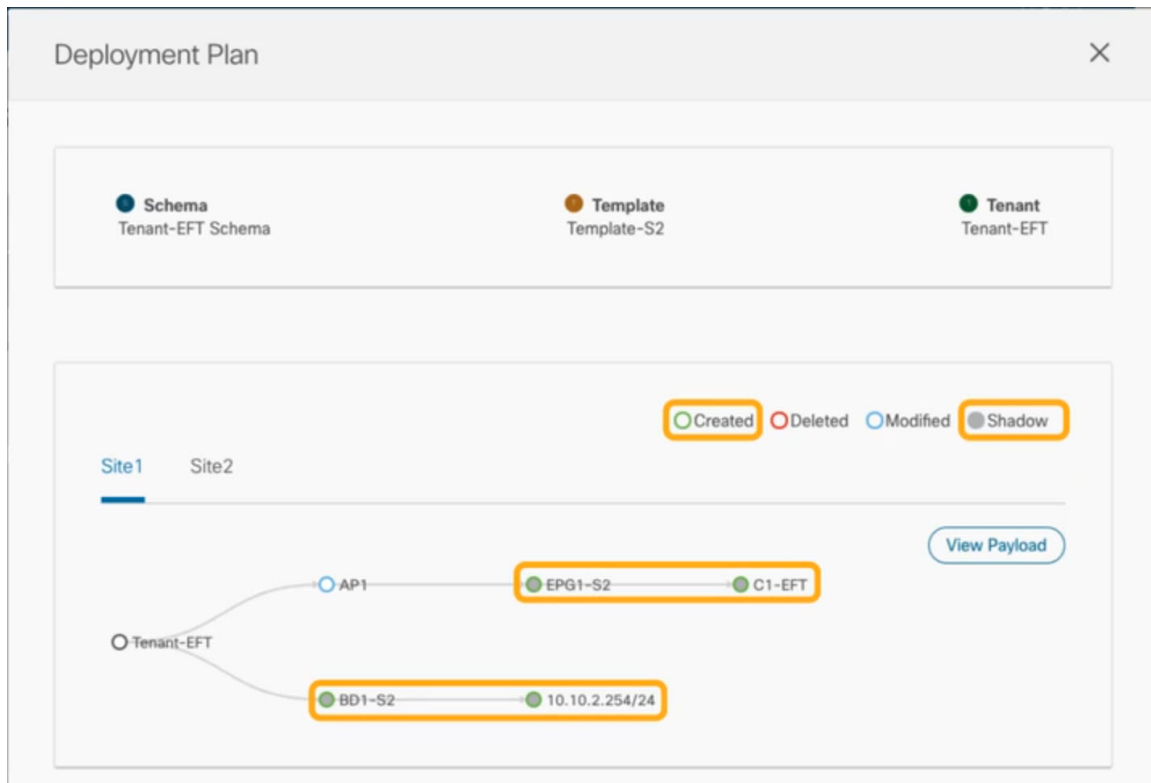 Deployment Plan
Schema
Tenant-EFT Schema
Template
Template-S2
Tenant
Tenant-EFT
Created Deleted Modified Shadow
Site1 Site2
View Payload
AP1 EPG1-S2 C1-EFT
Tenant-EFT
BD1-S2 10.10.2.254/24